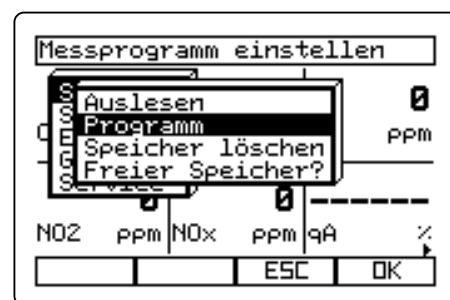 Messprogramm einstellen
Auslesen
0
Programm
ppm
Speicher löschen
Freier Speicher?
Service
0 0 ------
NO2 ppm NOx ppm qA %
ESC OK